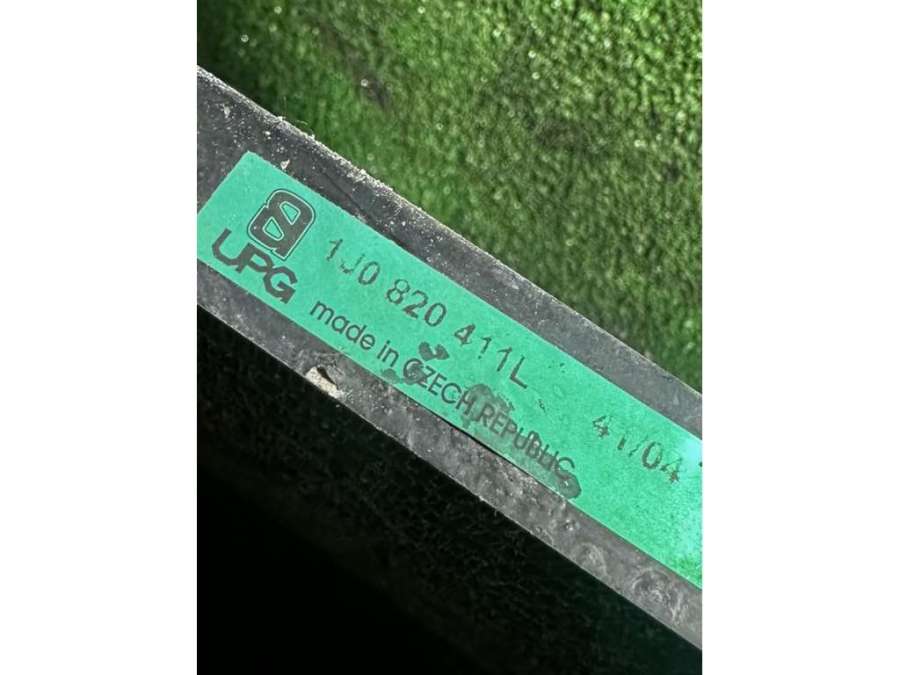 UPG
1J0 820 411L
made in CZECH REPUBLIC
41/04